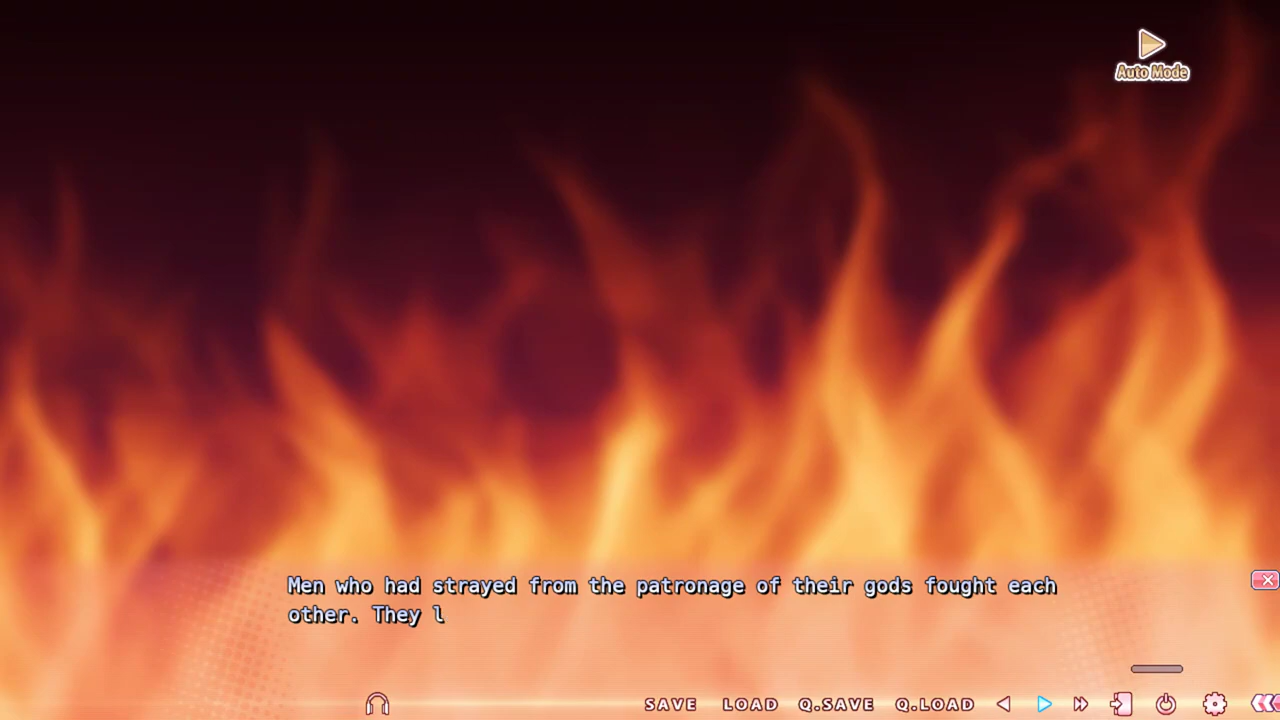 Auto Mode
Men who had strayed from the patronage of their gods fought each
other. They l
SAVE LOAD Q.SAVE Q.LOAD